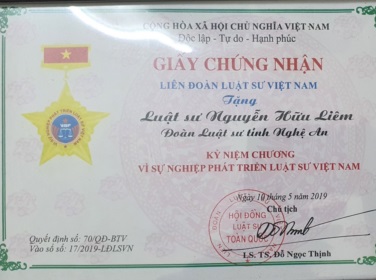 CỘNG HÒA XÃ HỘI CHỦ NGHĨA VIỆT NAM
Độc lập - Tự do - Hạnh phúc
GIẤY CHỨNG NHẬN
LIÊN ĐOÀN LUẬT SƯ VIỆT NAM
Tặng
Luật sư Nguyễn Hữu Liêm
Đoàn Luật sư tỉnh Nghệ An
KỶ NIỆM CHƯƠNG
VÌ SỰ NGHIỆP PHÁT TRIỂN LUẬT SƯ VIỆT NAM
Ngày 10 tháng 5 năm 2019
Chủ tịch
HỘI ĐỒNG
LUẬT SƯ
TOÀN QUỐC
Quyết định số: 70/QĐ-BTV
Vào sổ số: 17/2019-LĐLSVN
LS. TS. Đỗ Ngọc Thịnh